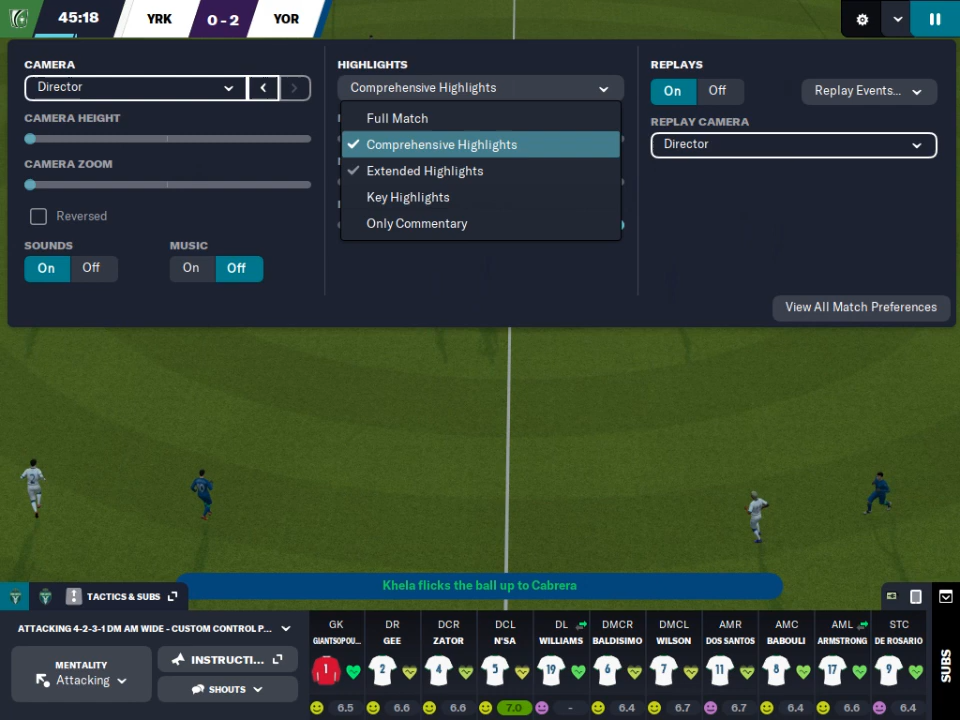 45:18 YRK 0 - 2 YOR
CAMERA
Director
CAMERA HEIGHT
CAMERA ZOOM
Reversed
SOUNDS MUSIC
On Off On Off
HIGHLIGHTS
Comprehensive Highlights
Full Match
Comprehensive Highlights
Extended Highlights
Key Highlights
Only Commentary
REPLAYS
On Off Replay Events...
REPLAY CAMERA
Director
View All Match Preferences
Khela flicks the ball up to Cabrera
TACTICS & SUBS
ATTACKING 4-2-3-1 DM AM WIDE - CUSTOM CONTROL P...
MENTALITY
Attacking
INSTRUCTI...
SHOUTS
GK DR DCR DCL DL DMCR DMCL AMR AMC AML STC
GIANTSOPOU... GEE ZATOR N'SA WILLIAMS BALDISIMO WILSON DOS SANTOS BABOULI ARMSTRONG DE ROSARIO
1 2 4 5 19 6 7 11 8 17 9
6.5 6.6 6.6 7.0 - 6.4 6.7 6.7 6.4 6.6 6.4
SUBS